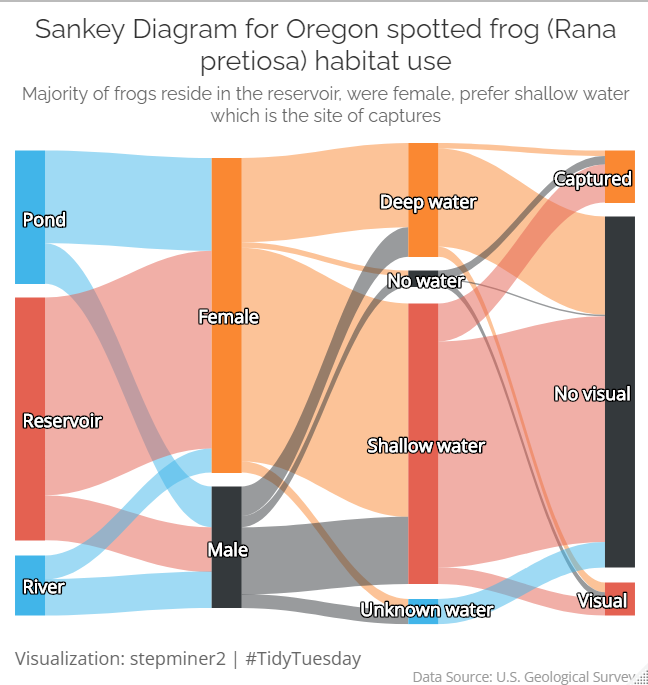 Sankey Diagram for Oregon spotted frog (Rana
pretiosa) habitat use
Majority of frogs reside in the reservoir, were female, prefer shallow water
which is the site of captures
Pond
Reservoir
River
Female
Male
Deep water
No water
Shallow water
Unknown water
Captured
No visual
Visual
Visualization: stepminer2 | #TidyTuesday
Data Source: U.S. Geological Survey